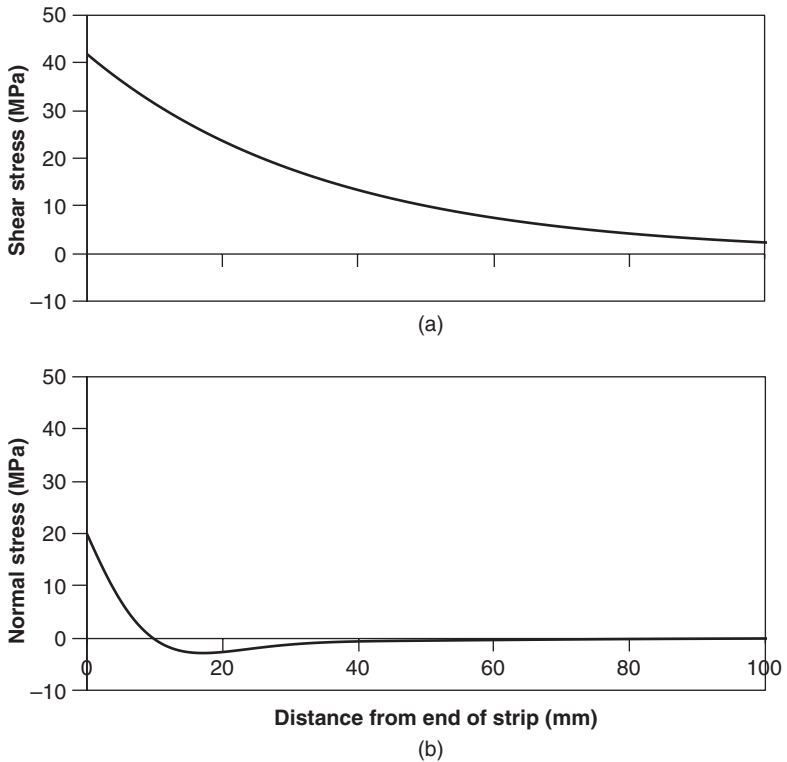 50
40
30
20
10
0
–10
Shear stress (MPa)
(a)
50
40
30
20
10
0
–10
Normal stress (MPa)
0 20 40 60 80 100
Distance from end of strip (mm)
(b)